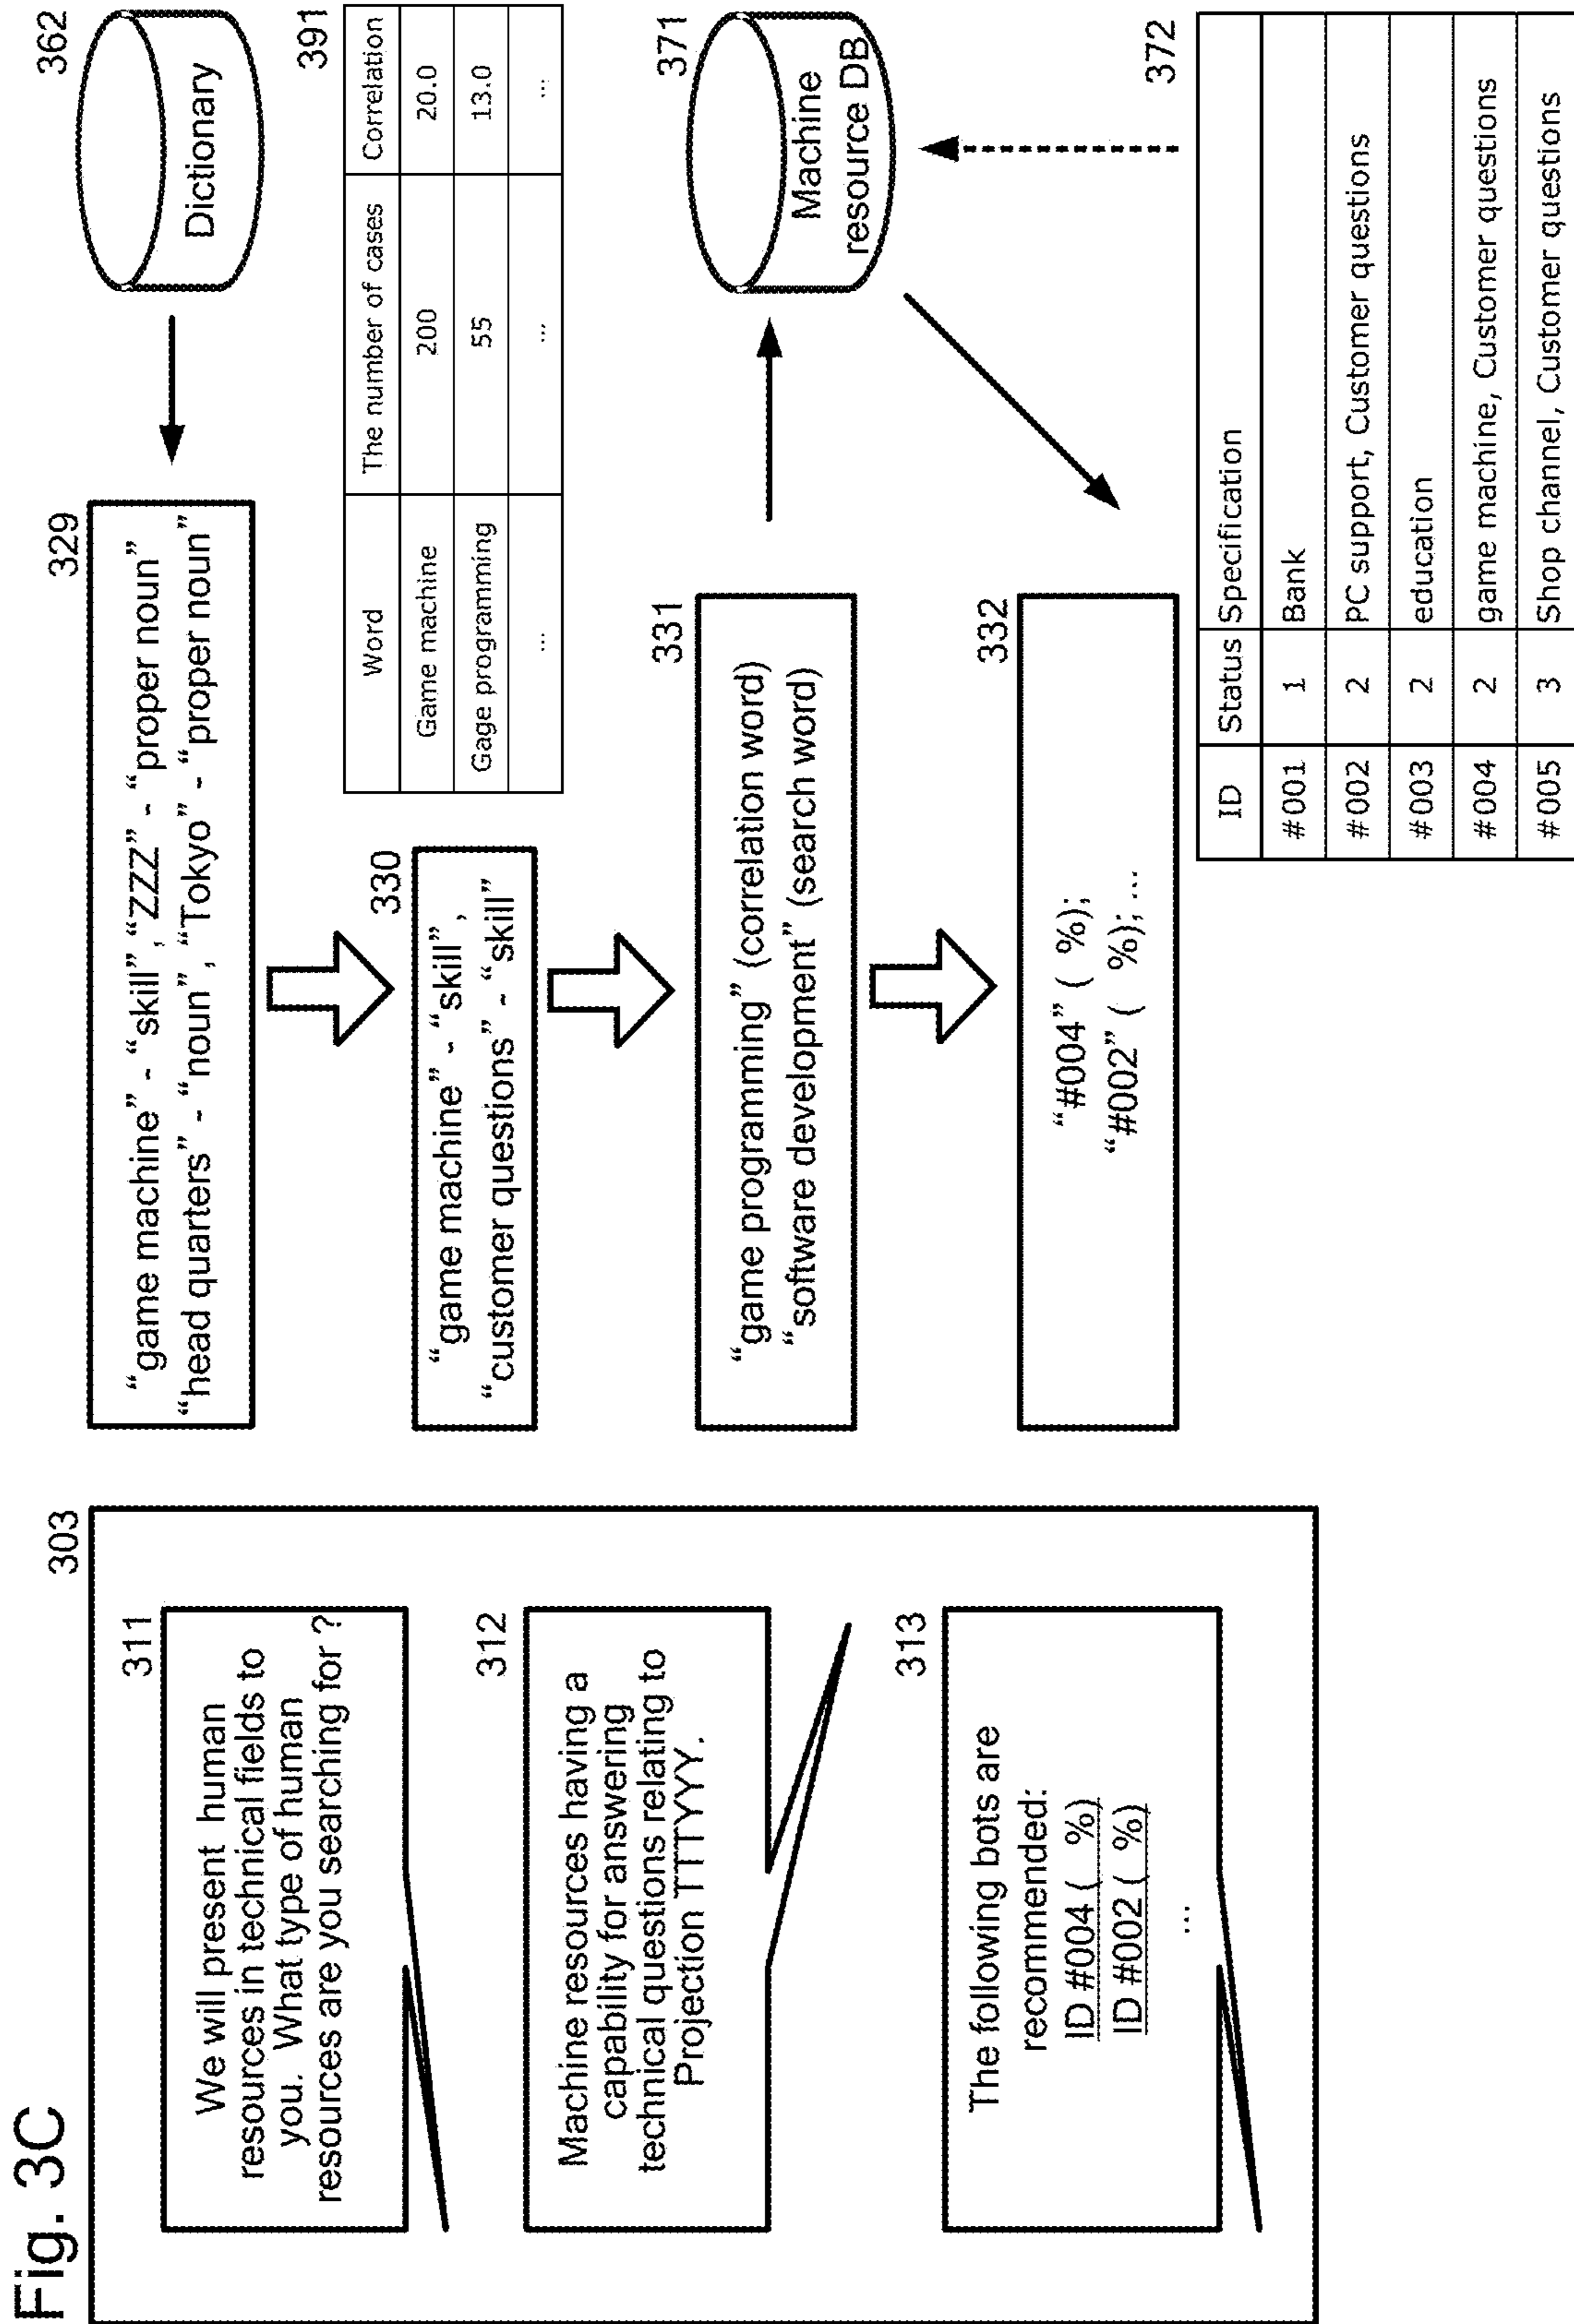 Fig. 3C
303
311
We will present human
resources in technical fields to
you. What type of human
resources are you searching for ?
312
Machine resources having a
capability for answering
technical questions relating to
Projection TTTYYY.
313
The following bots are
recommended:
ID #004 ( %)
ID #002 ( %)
...
329
“game machine” - “skill”,“ZZZ” - “proper noun”
“head quarters” - “noun”, “Tokyo” - “proper noun”
362
Dictionary
330
“game machine” - “skill”,
“customer questions” - “skill”
391
Word The number of cases Correlation
Game machine 200 20.0
Gage programming 55 13.0
... ... ...
331
“game programming” (correlation word)
“software development” (search word)
371
Machine
resource DB
332
“#004” ( %);
“#002” ( %); ...
372
ID Status Specification
#001 1 Bank
#002 2 PC support, Customer questions
#003 2 education
#004 2 game machine, Customer questions
#005 3 Shop channel, Customer questions